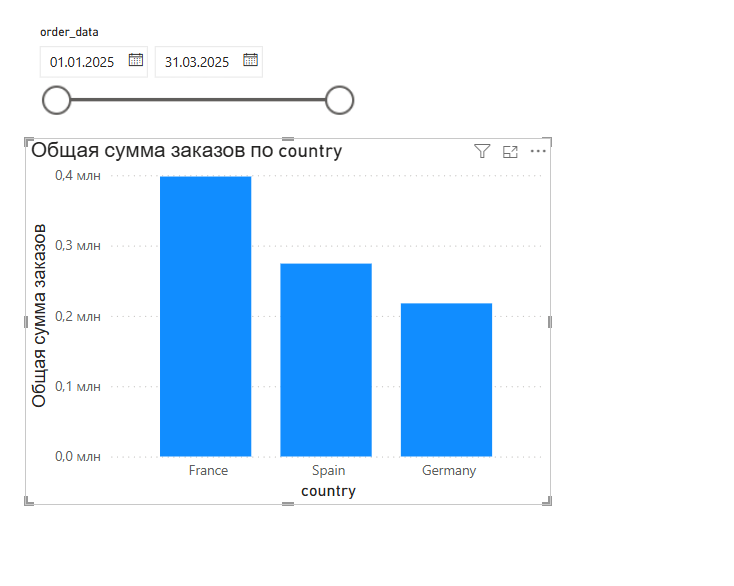 order_data
01.01.2025 31.03.2025
Общая сумма заказов по country
Общая сумма заказов
0,4 млн
0,3 млн
0,2 млн
0,1 млн
0,0 млн
France Spain Germany
country